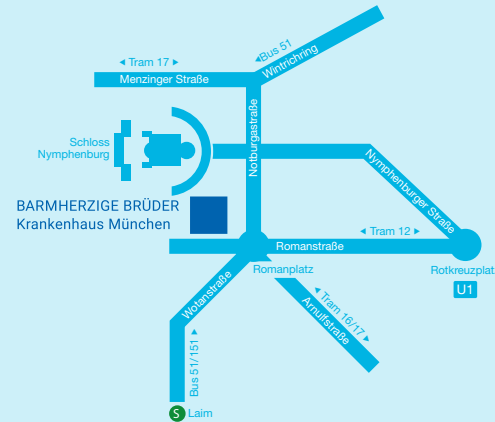 Bus 51
Wintrichring
Tram 17
Menzinger Straße
Notburgastraße
Schloss
Nymphenburg
Nymphenburger Straße
BARMHERZIGE BRÜDER
Krankenhaus München
Tram 12
Romanstraße
Romanplatz
Rotkreuzplat
U1
Wotanstraße
Tram 16/17
Arnulfstraße
Bus 51/151
S Laim